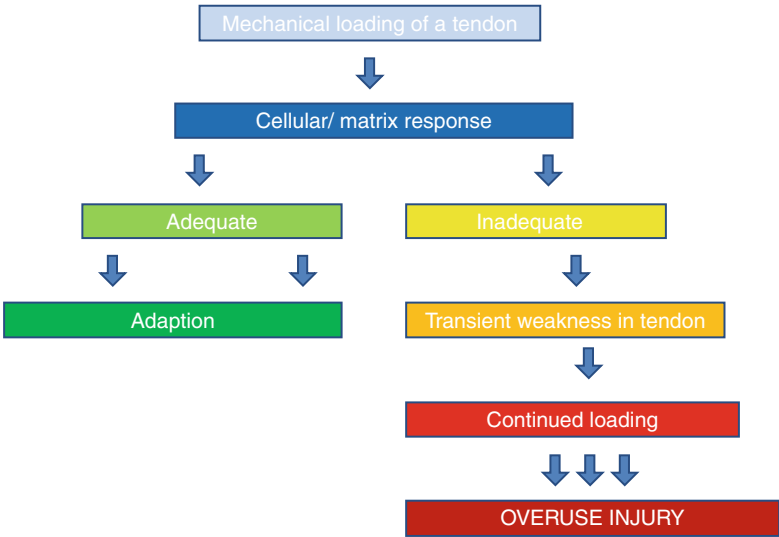 Mechanical loading of a tendon
Cellular/ matrix response
Adequate
Inadequate
Adaption
Transient weakness in tendon
Continued loading
OVERUSE INJURY